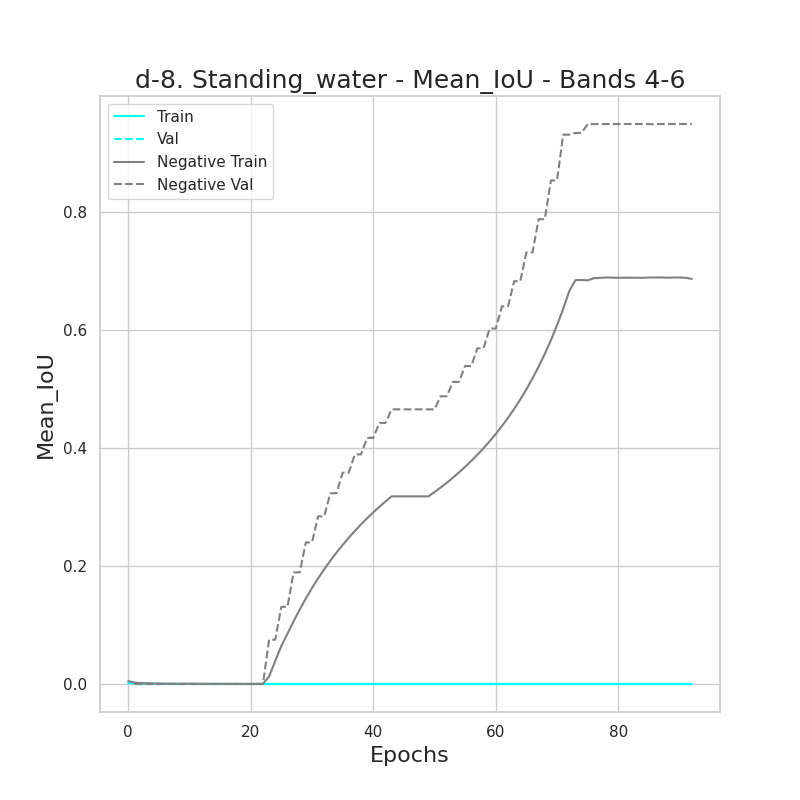 d-8. Standing_water - Mean_IoU - Bands 4-6
Train
Val
Negative Train
Negative Val
0.8
0.6
0.4
0.2
0.0
Mean_IoU
0 20 40 60 80
Epochs